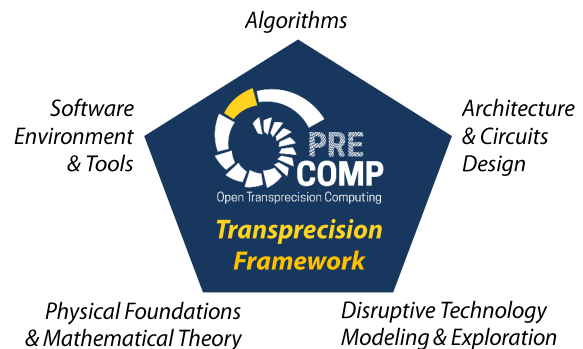 Algorithms
Software
Environment
& Tools
Architecture
& Circuits
Design
PRE
COMP
Open Transprecision Computing
Transprecision
Framework
Physical Foundations
& Mathematical Theory
Disruptive Technology
Modeling & Exploration